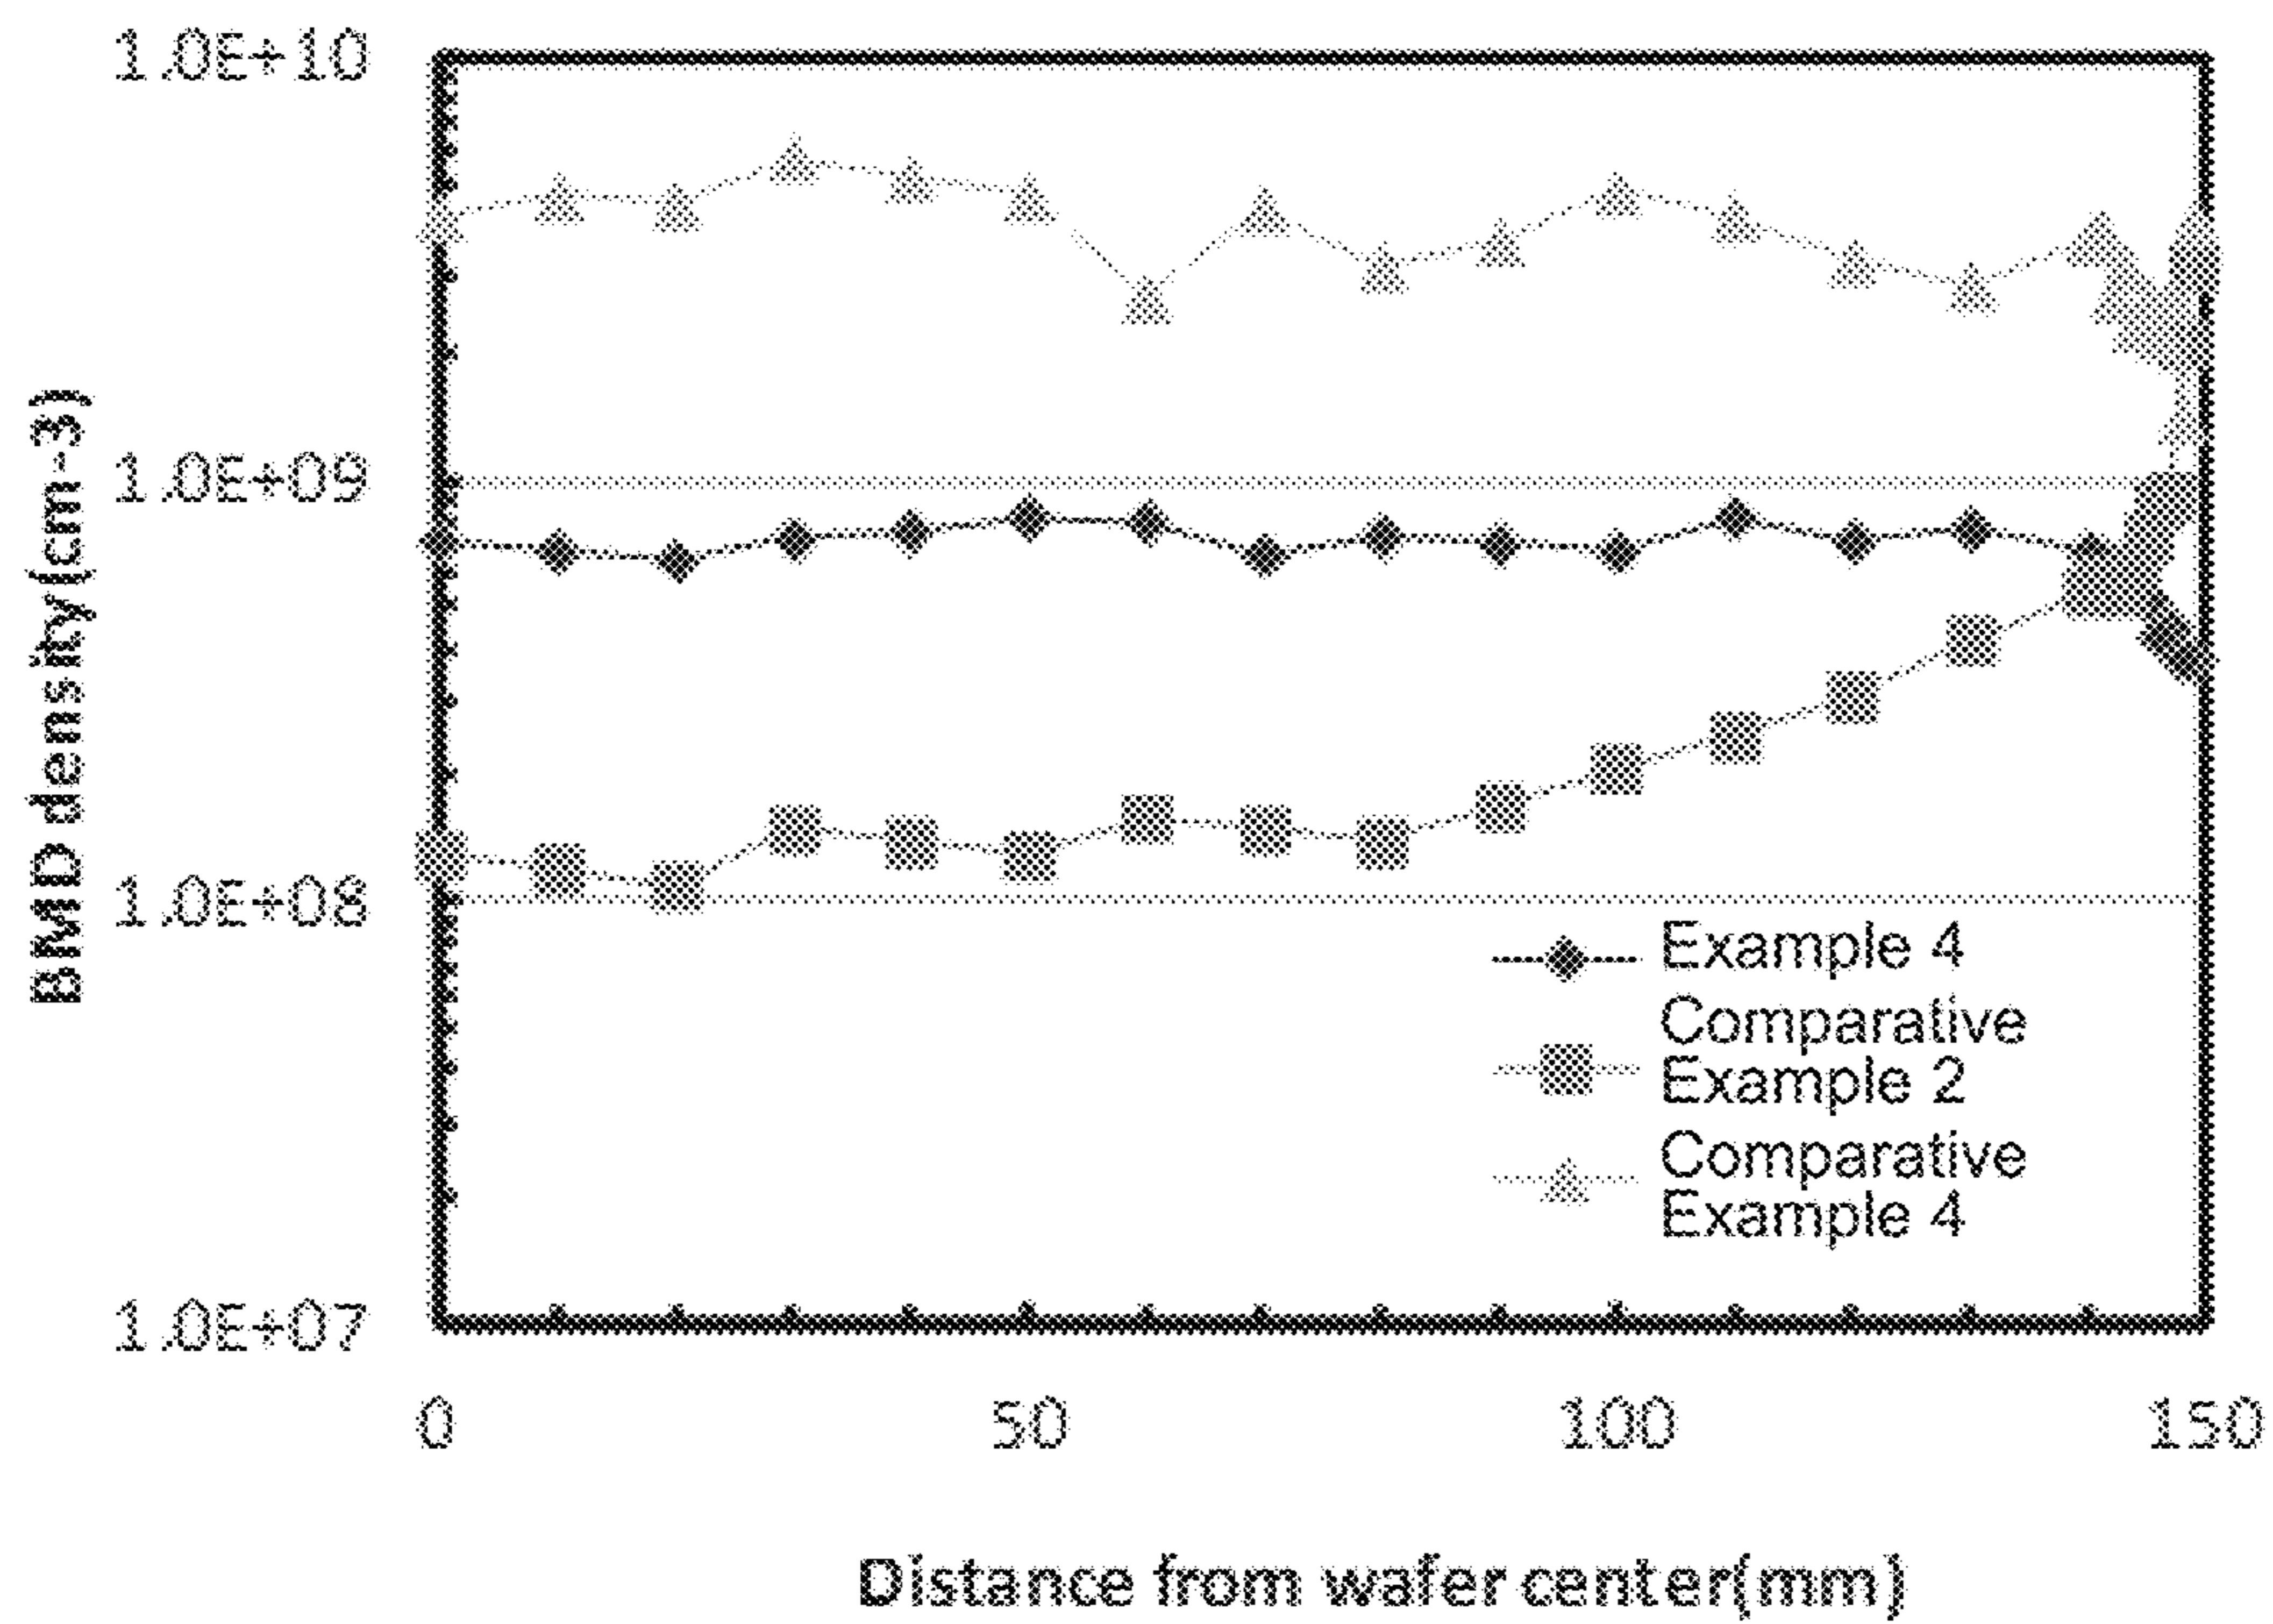 1.0E+10
1.0E+09
1.0E+08
1.0E+07
BMD density(cm-3)
Example 4
Comparative
Example 2
Comparative
Example 4
0
50
100
150
Distance from wafer center(mm)